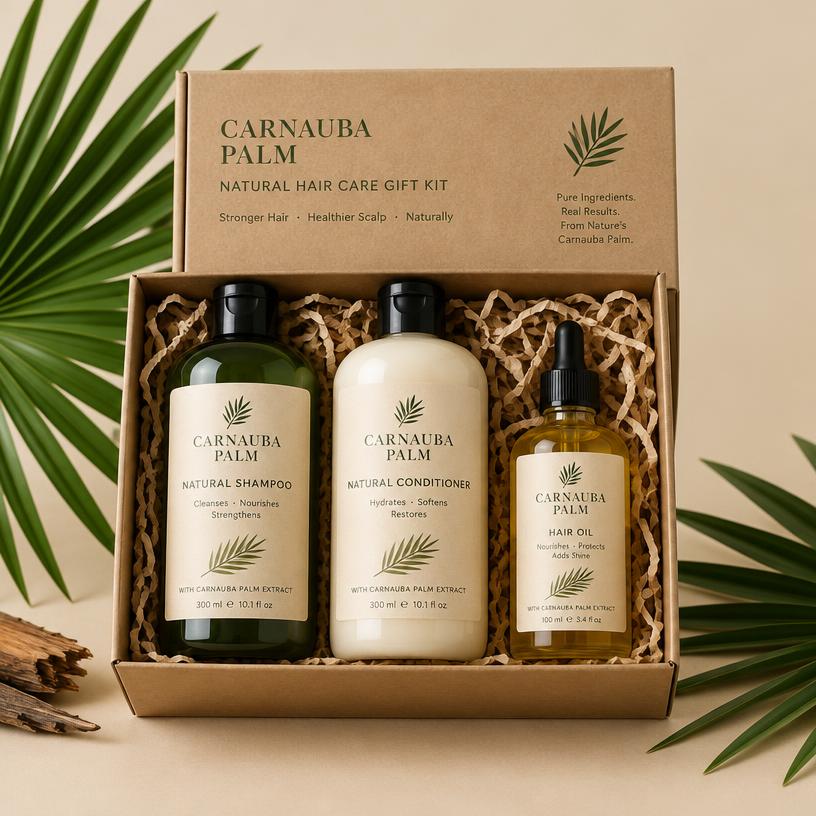 CARNAUBA
PALM
NATURAL HAIR CARE GIFT KIT
Stronger Hair · Healthier Scalp · Naturally
Pure Ingredients.
Real Results.
From Nature's
Carnauba Palm.
CARNAUBA
PALM
NATURAL SHAMPOO
Cleanses · Nourishes
Strengthens
WITH CARNAUBA PALM EXTRACT
300 ml ℮ 10.1 fl oz
CARNAUBA
PALM
NATURAL CONDITIONER
Hydrates · Softens
Restores
WITH CARNAUBA PALM EXTRACT
300 ml ℮ 10.1 fl oz
CARNAUBA
PALM
HAIR OIL
Nourishes · Protects
Adds Shine
WITH CARNAUBA PALM EXTRACT
100 ml ℮ 3.4 fl oz